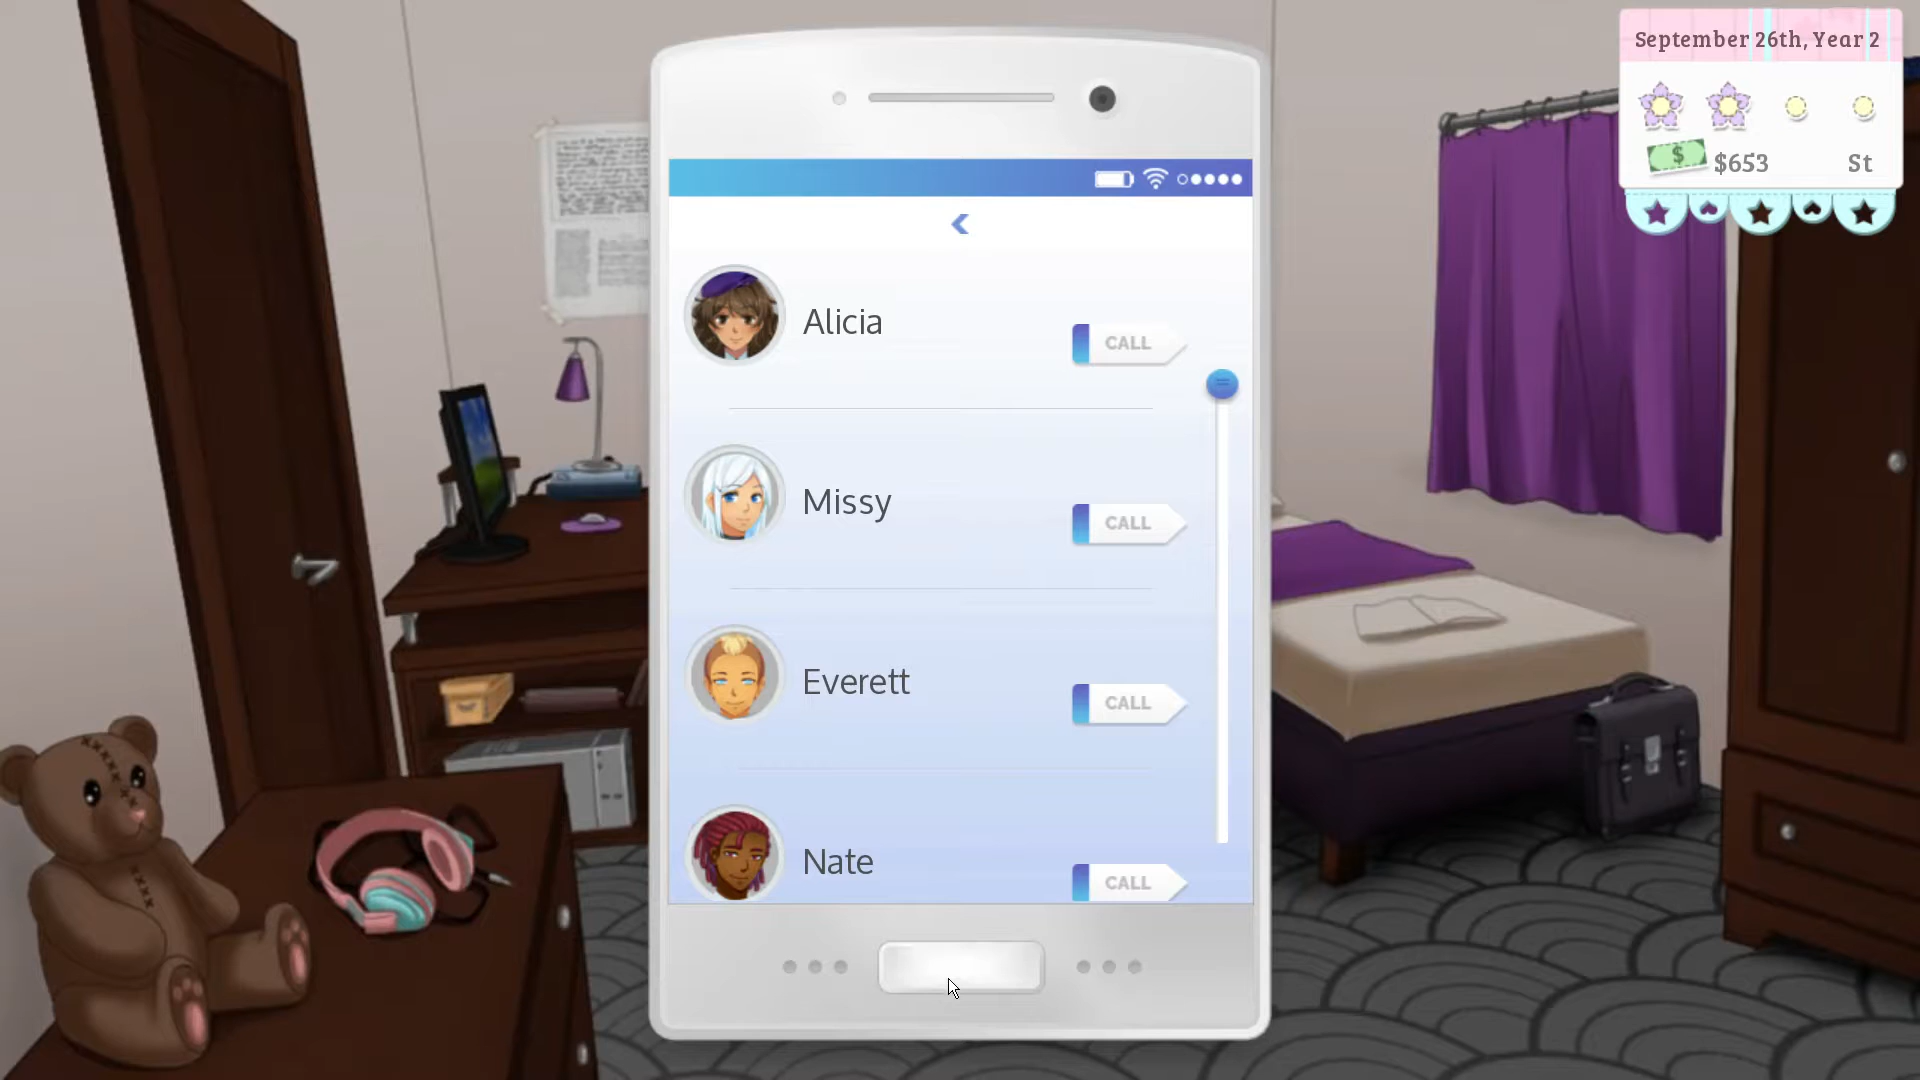 September 26th, Year 2
$653 St
Alicia
CALL
Missy
CALL
Everett
CALL
Nate
CALL